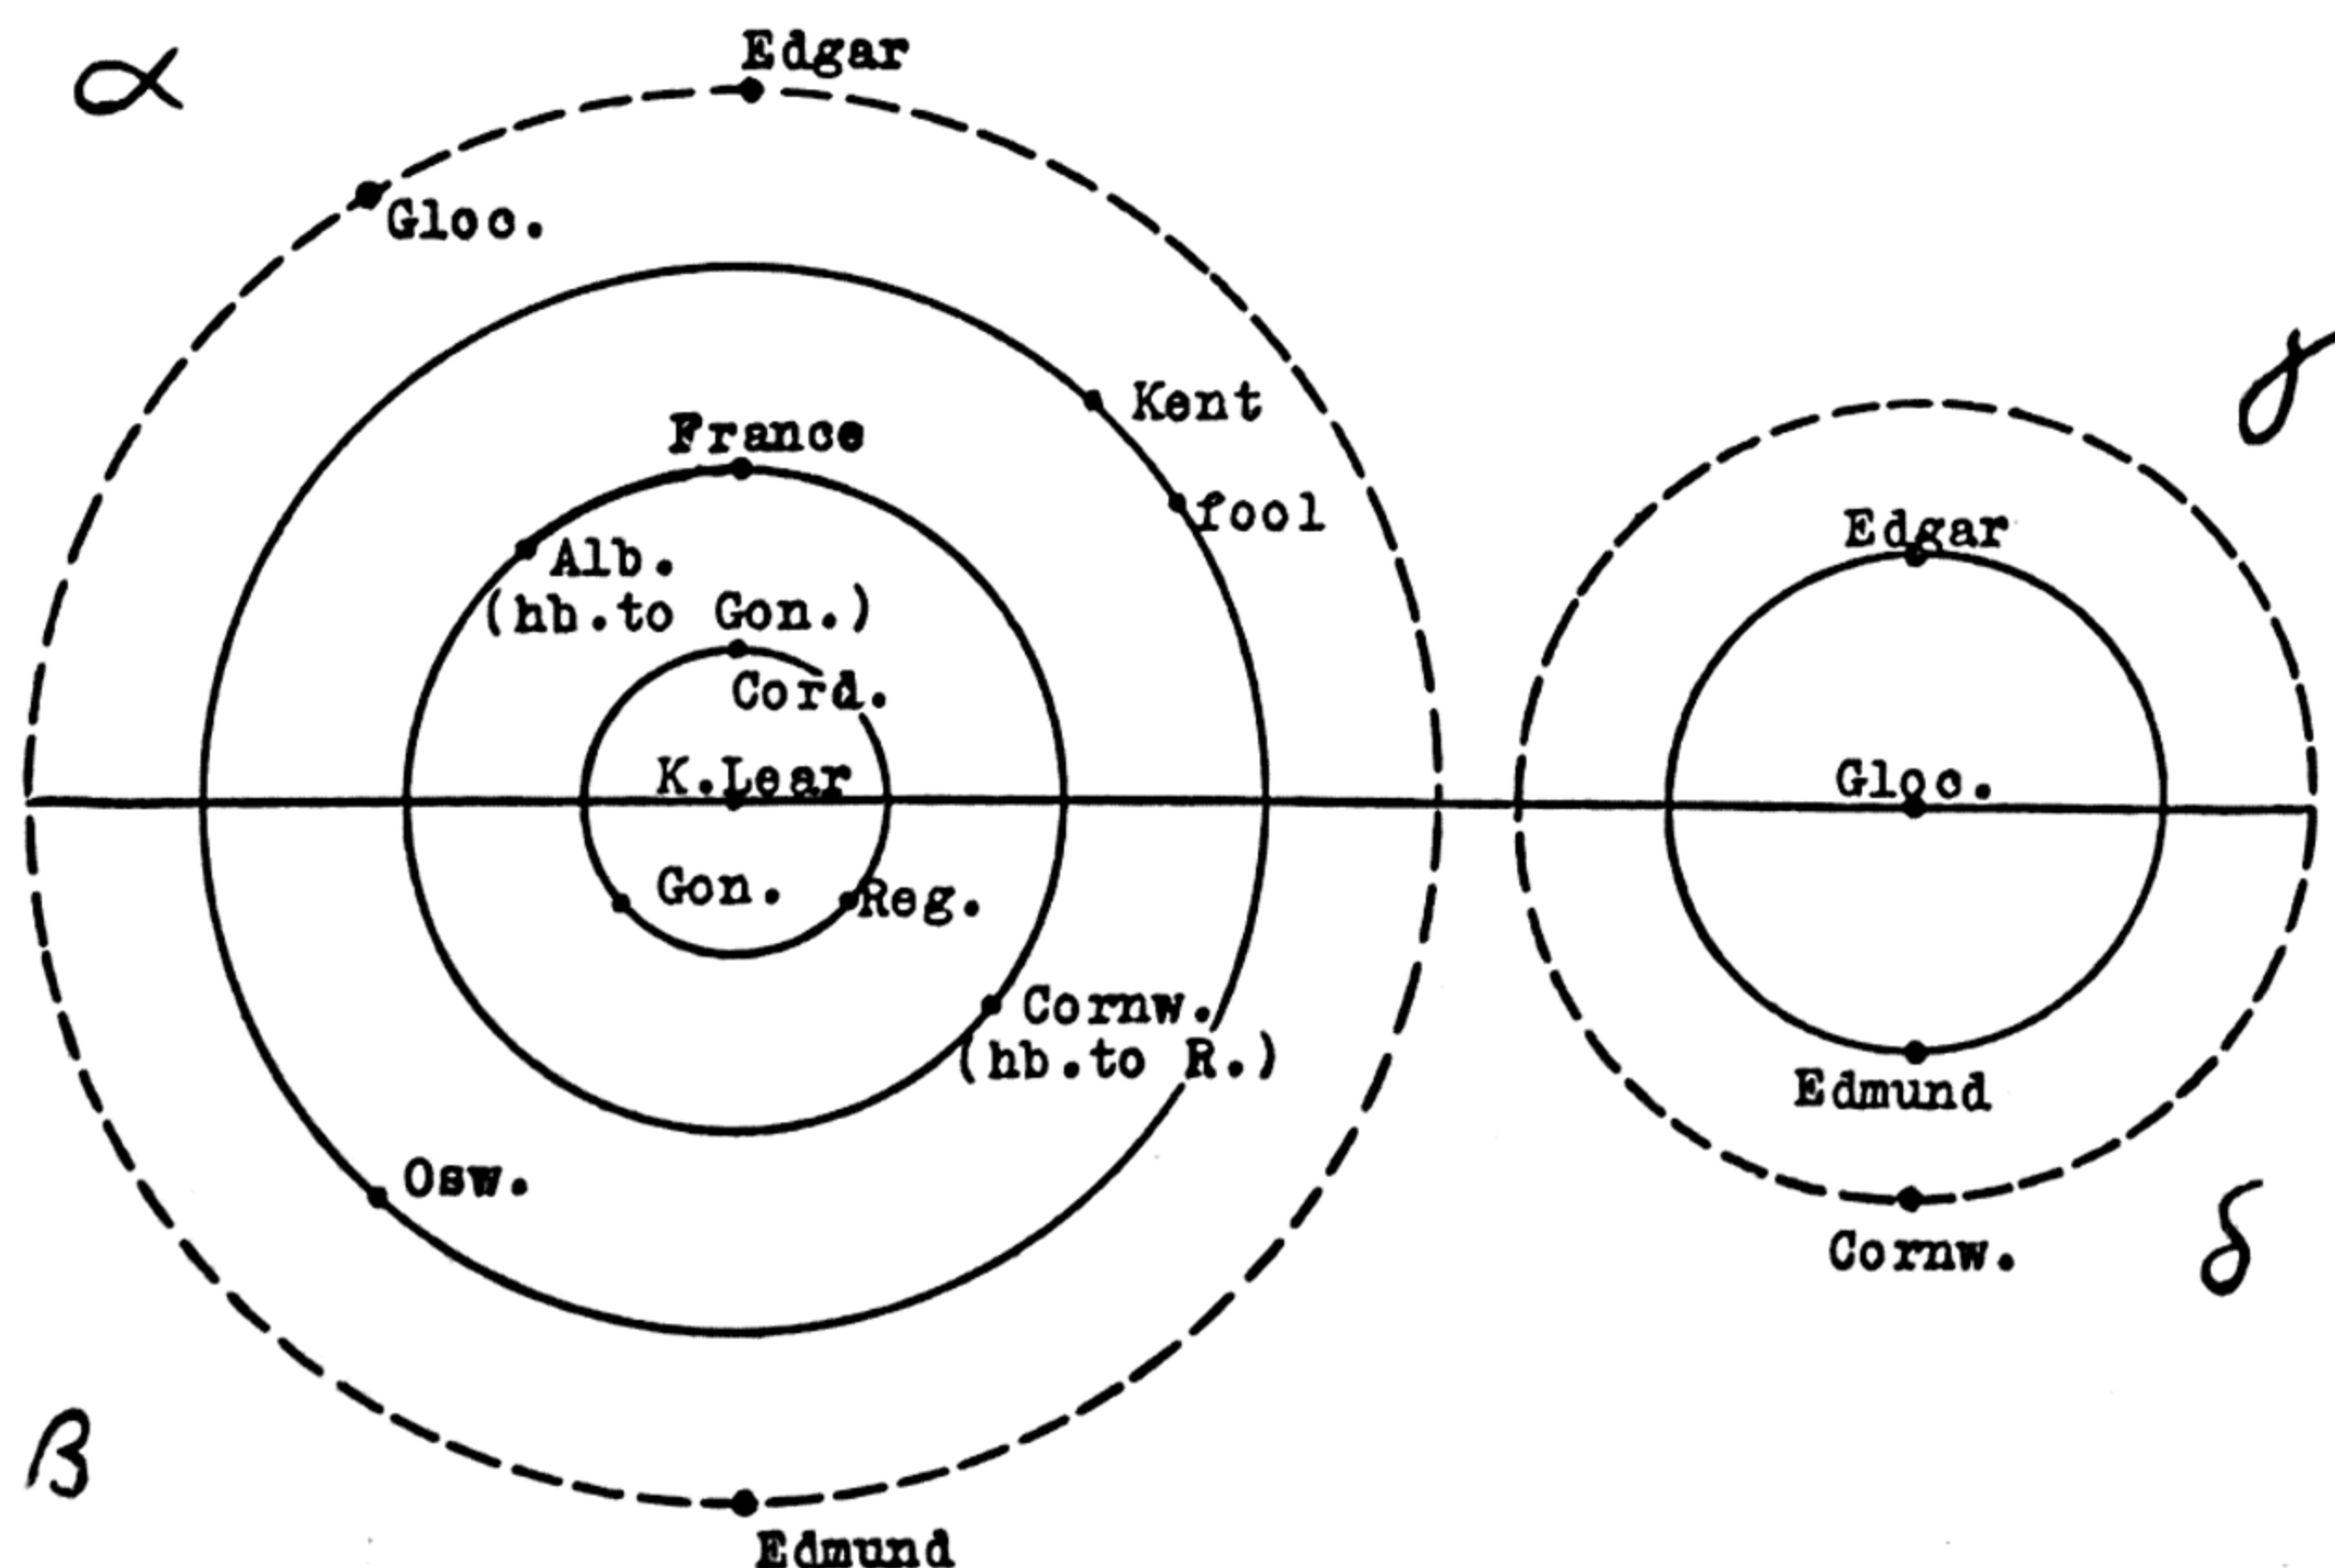 α
Edgar
Gloc.
Kent
France
fool
Alb.
(hb.to Gon.)
Cord.
K.Lear
Gon.
Reg.
Cornw.
(hb.to R.)
Osw.
β
Edmund
γ
Edgar
Gloc.
Edmund
Cornw.
δ